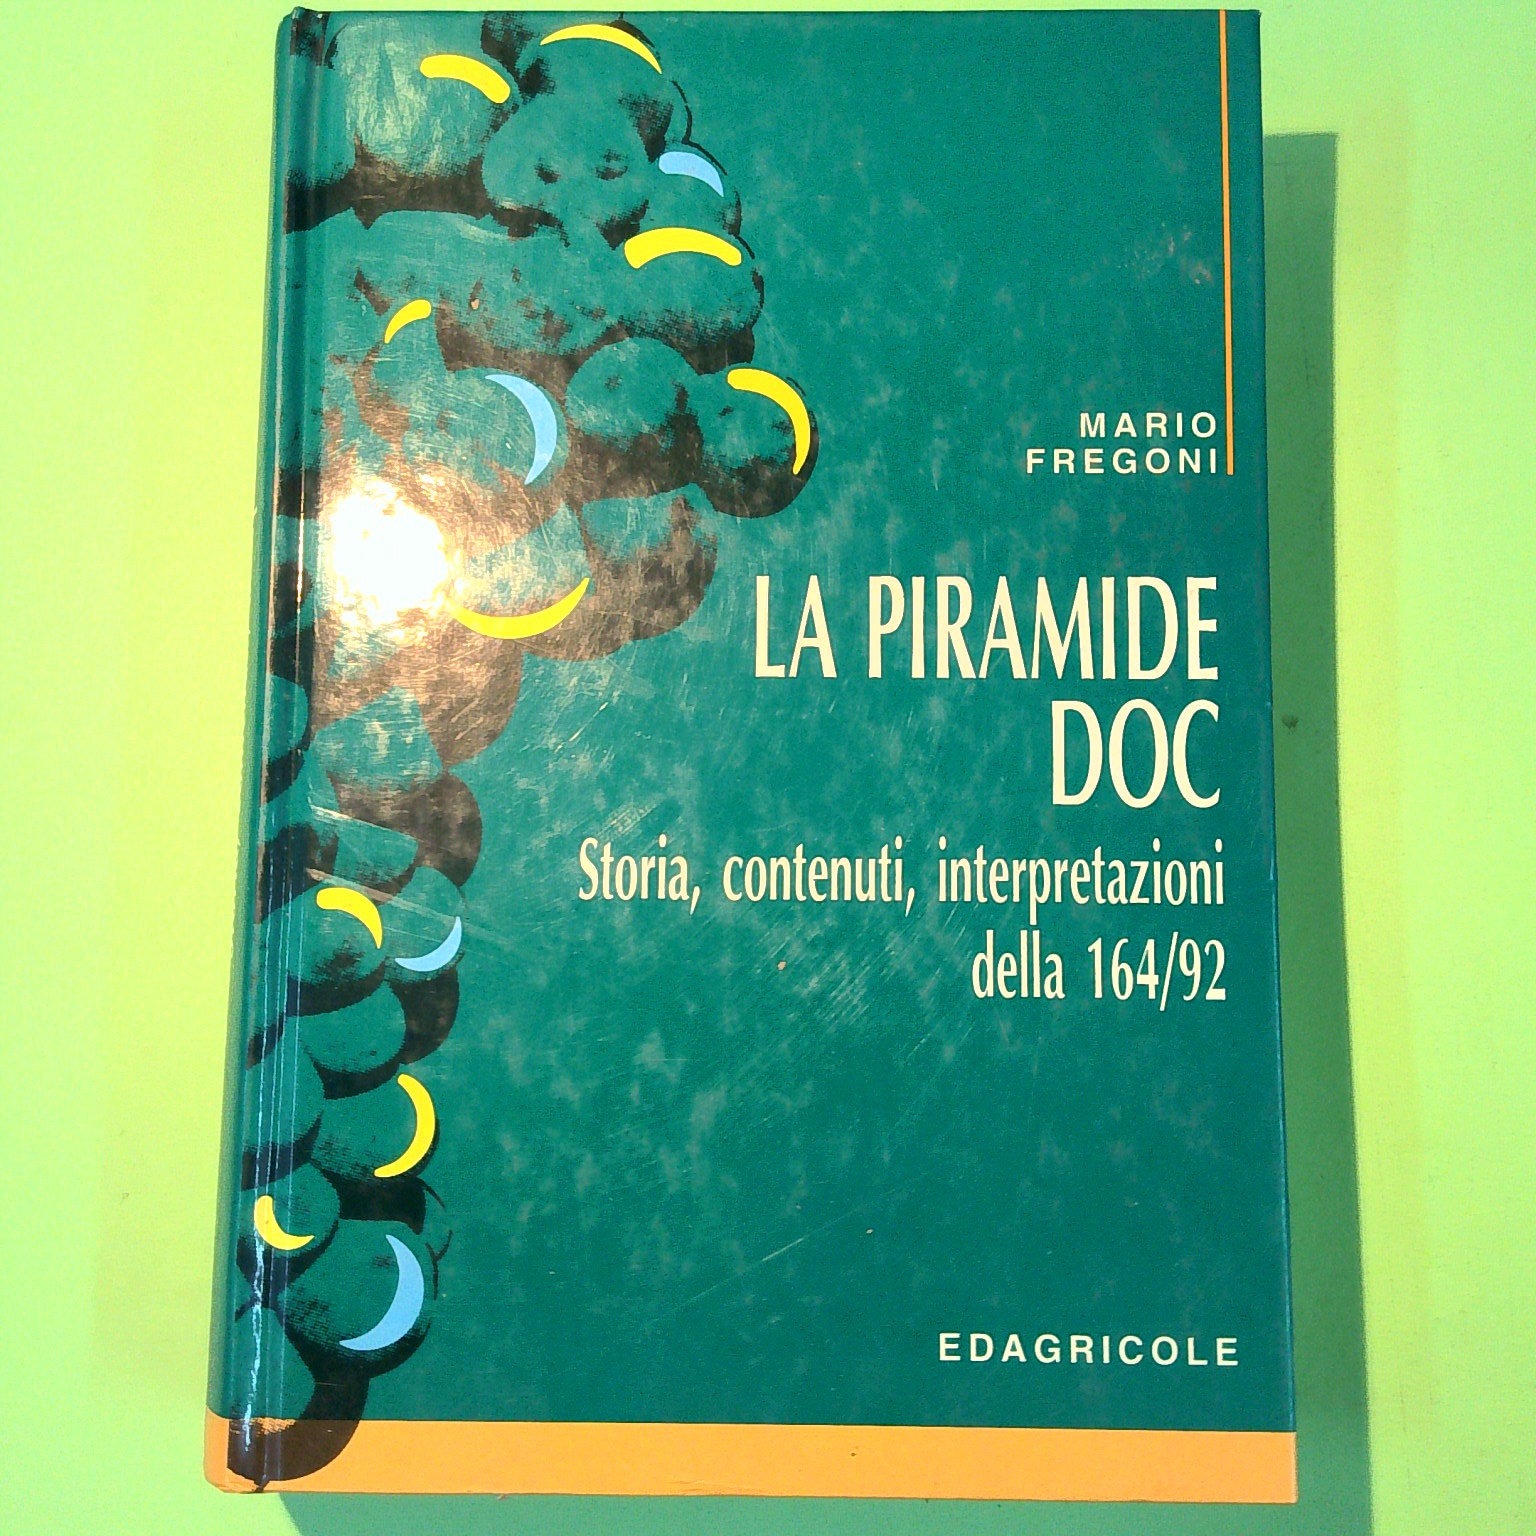 MARIO
FREGONI
LA PIRAMIDE
DOC
Storia, contenuti, interpretazioni
della 164/92
EDAGRICOLE